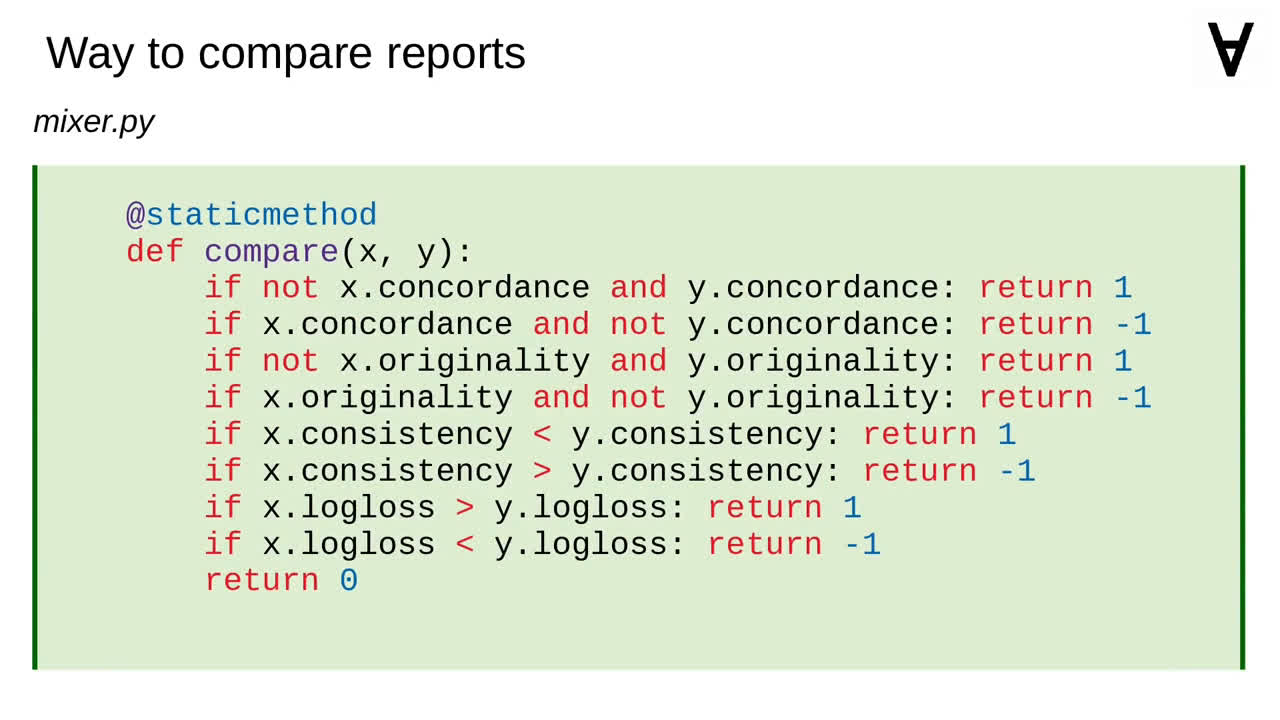 Way to compare reports
∀
mixer.py
@staticmethod
def compare(x, y):
    if not x.concordance and y.concordance: return 1
    if x.concordance and not y.concordance: return -1
    if not x.originality and y.originality: return 1
    if x.originality and not y.originality: return -1
    if x.consistency < y.consistency: return 1
    if x.consistency > y.consistency: return -1
    if x.logloss > y.logloss: return 1
    if x.logloss < y.logloss: return -1
    return 0